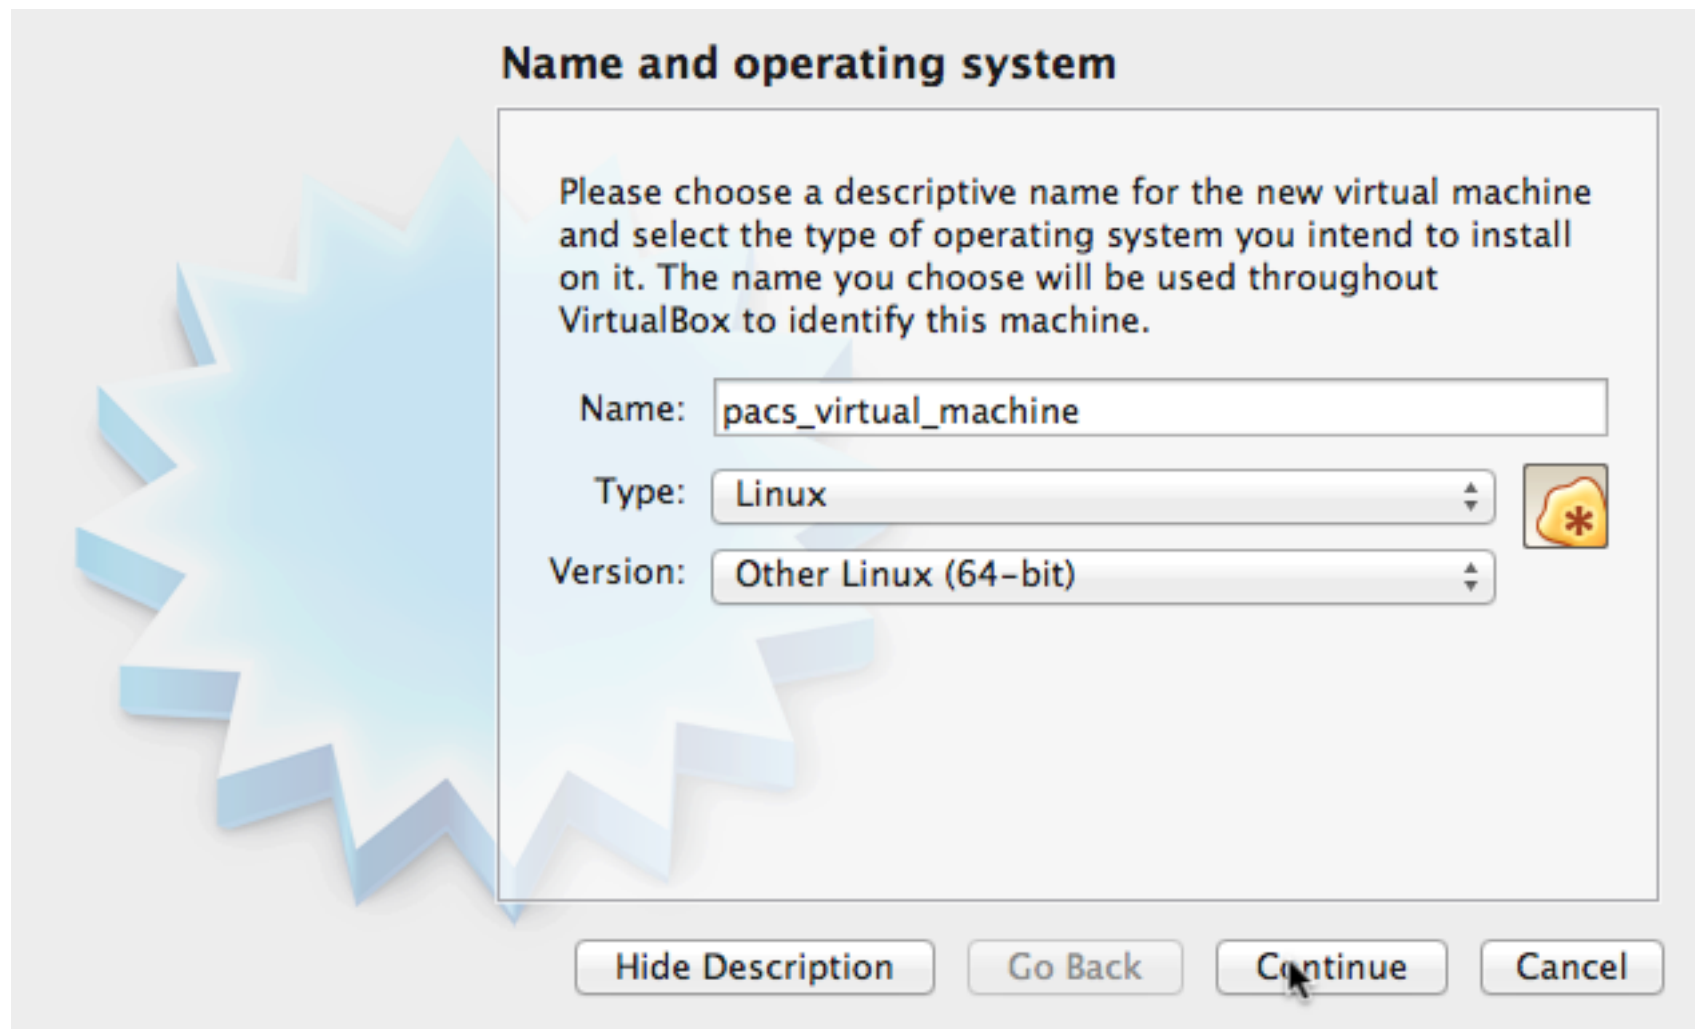 Name and operating system
Please choose a descriptive name for the new virtual machine
and select the type of operating system you intend to install
on it. The name you choose will be used throughout
VirtualBox to identify this machine.
Name: pacs_virtual_machine
Type: Linux
Version: Other Linux (64-bit)
Hide Description Go Back Continue Cancel